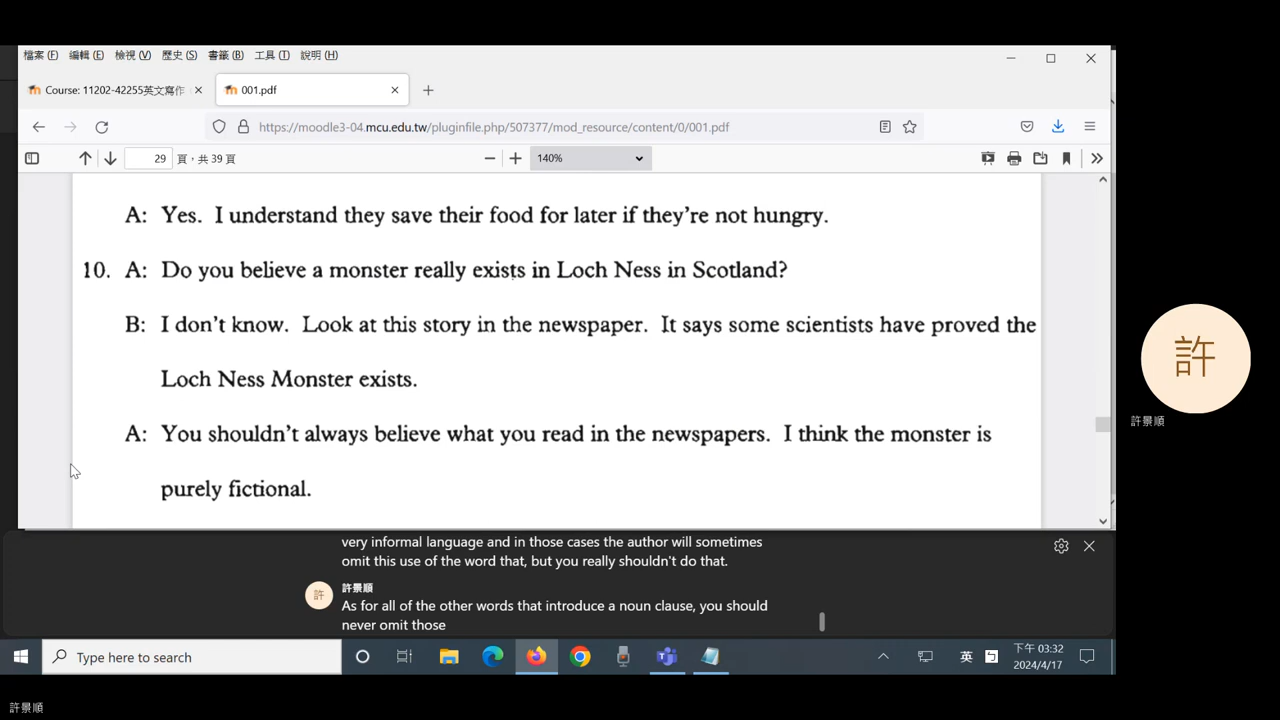 檔案(F) 編輯(E) 檢視(V) 歷史(S) 書籤(B) 工具(T) 說明(H)
Course: 11202-42255英文寫作
001.pdf
https://moodle3-04.mcu.edu.tw/pluginfile.php/507377/mod_resource/content/0/001.pdf
29 頁，共 39 頁
140%
A: Yes. I understand they save their food for later if they're not hungry.
10. A: Do you believe a monster really exists in Loch Ness in Scotland?
B: I don't know. Look at this story in the newspaper. It says some scientists have proved the
Loch Ness Monster exists.
A: You shouldn't always believe what you read in the newspapers. I think the monster is
purely fictional.
許
許景順
very informal language and in those cases the author will sometimes
omit this use of the word that, but you really shouldn't do that.
許
許景順
As for all of the other words that introduce a noun clause, you should
never omit those
Type here to search
英
下午 03:32
2024/4/17
許景順